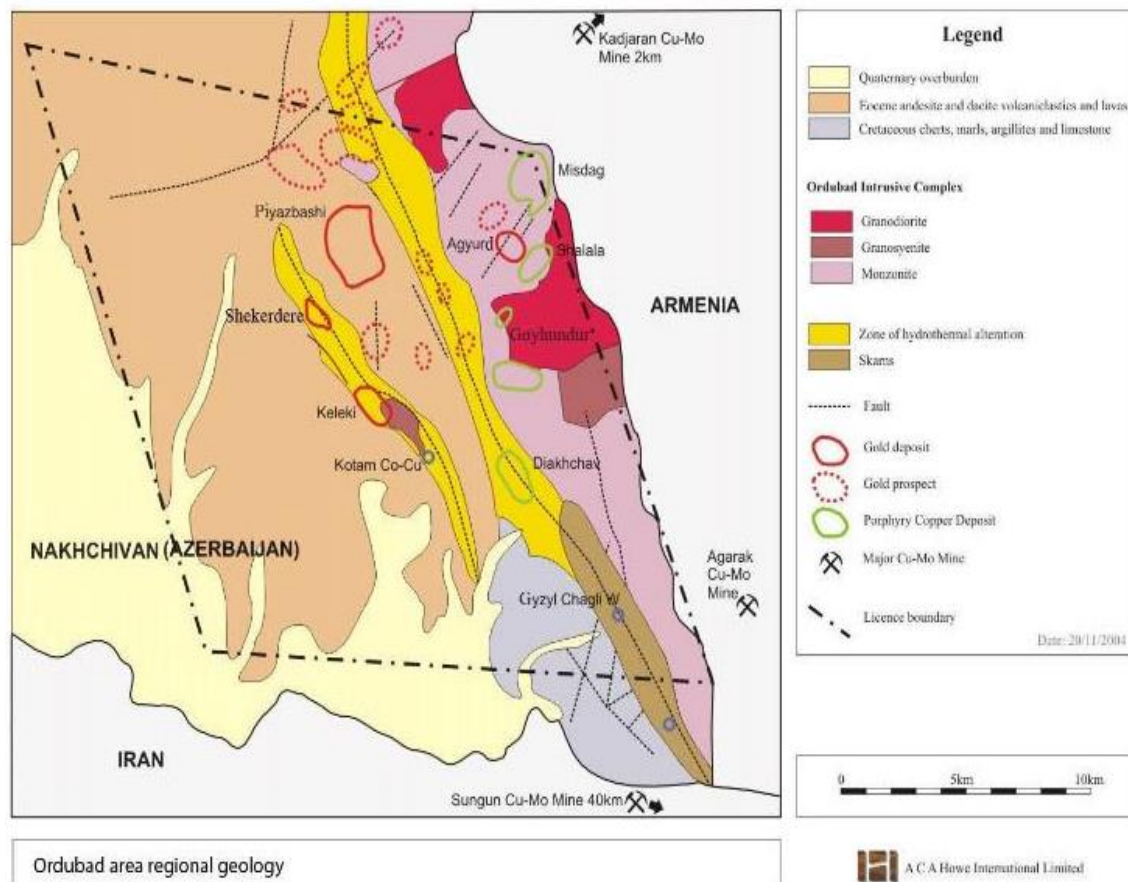 Kadjaran Cu-Mo
Mine 2km
Misdag
Piyazbashi
Agyurd
Shalala
ARMENIA
Shekerdere
Goyhundur
Keleki
Kotam Co-Cu
Diakhchay
NAKHCHIVAN (AZERBAIJAN)
Agarak
Cu-Mo
Mine
Gyzyl Chagli W
IRAN
Sungun Cu-Mo Mine 40km
Ordubad area regional geology
Legend
Quaternary overburden
Eocene andesite and dacite volcaniclastics and lavas
Cretaceous cherts, marls, argillites and limestone
Ordubad Intrusive Complex
Granodiorite
Granosyenite
Monzonite
Zone of hydrothermal alteration
Skarns
Fault
Gold deposit
Gold prospect
Porphyry Copper Deposit
Major Cu-Mo Mine
Licence boundary
Date: 20/11/2004
0 5km 10km
A C A Howe International Limited